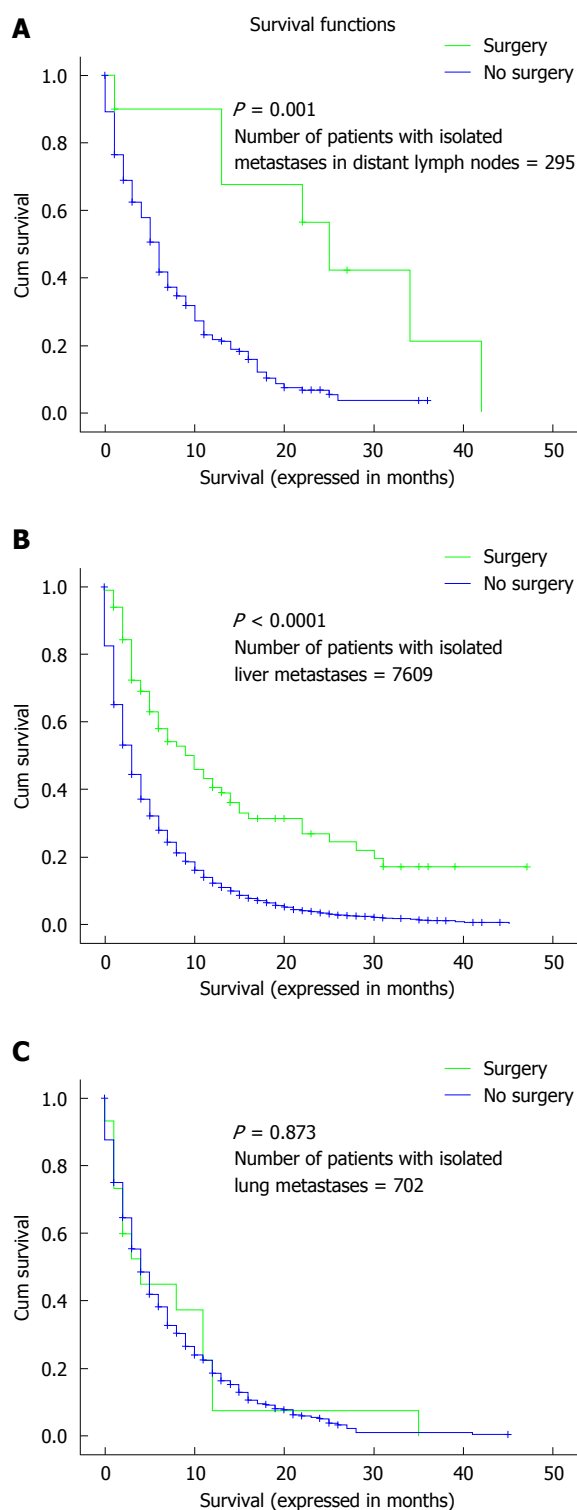 A
Survival functions
Surgery
No surgery
1.0
0.8
0.6
0.4
0.2
0.0
Cum survival
P = 0.001
Number of patients with isolated
metastases in distant lymph nodes = 295
0 10 20 30 40 50
Survival (expressed in months)
B
Surgery
No surgery
1.0
0.8
0.6
0.4
0.2
0.0
Cum survival
P < 0.0001
Number of patients with isolated
liver metastases = 7609
0 10 20 30 40 50
Survival (expressed in months)
C
Surgery
No surgery
1.0
0.8
0.6
0.4
0.2
0.0
Cum survival
P = 0.873
Number of patients with isolated
lung metastases = 702
0 10 20 30 40 50
Survival (expressed in months)